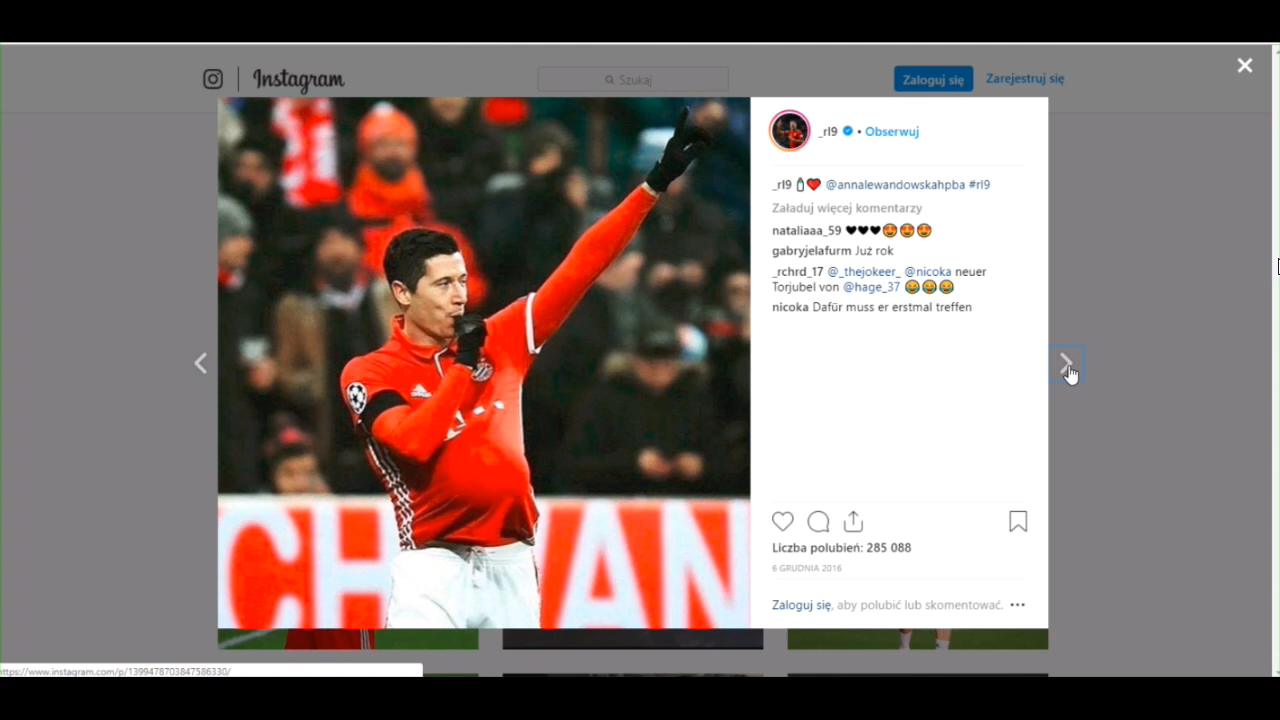 Instagram
Szukaj
Zaloguj się
Zarejestruj się
_rl9 • Obserwuj
_rl9 🍼❤️ @annalewandowskahpba #rl9
Załaduj więcej komentarzy
nataliaaa_59 ♥♥♥😍😍😍
gabryjelafurm Już rok
_rchrd_17 @_thejokeer_ @nicoka neuer
Torjubel von @hage_37 😂😂😂
nicoka Dafür muss er erstmal treffen
CH
AN
Liczba polubień: 285 088
6 GRUDNIA 2016
Zaloguj się, aby polubić lub skomentować.
https://www.instagram.com/p/1399478703847586330/